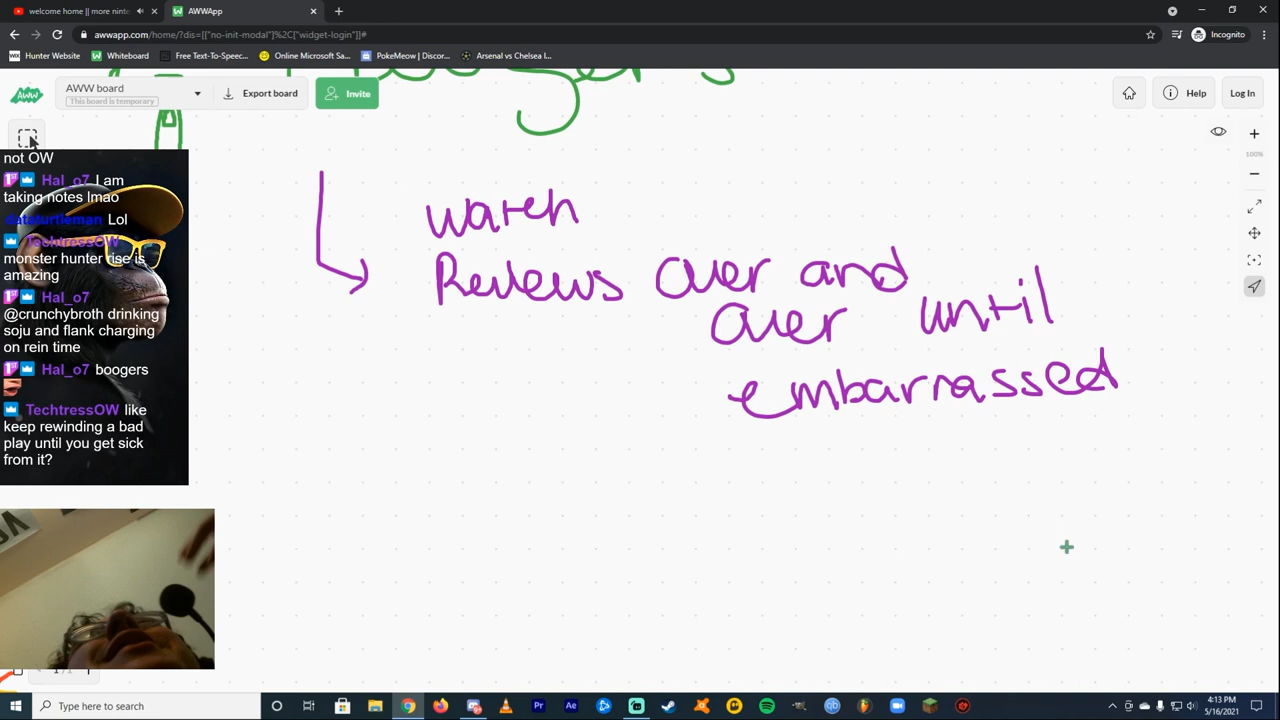 welcome home || more ninte
AWWApp
awwapp.com/home/?dis=[["no-init-modal"]%2C["widget-login"]]#
Incognito
Hunter Website
Whiteboard
Free Text-To-Speec...
Online Microsoft Sa...
PokeMeow | Discor...
Arsenal vs Chelsea I...
AWW board
This board is temporary
Export board
Invite
Help
Log In
100%
not OW
Hal_o7 I am
taking notes lmao
dataturtleman Lol
TechtressOW
monster hunter rise is
amazing
Hal_o7
@crunchybroth drinking
soju and flank charging
on rein time
Hal_o7 boogers
TechtressOW like
keep rewinding a bad
play until you get sick
from it?
watch
Reviews over and
over until
embarrassed
Type here to search
4:13 PM
5/16/2021